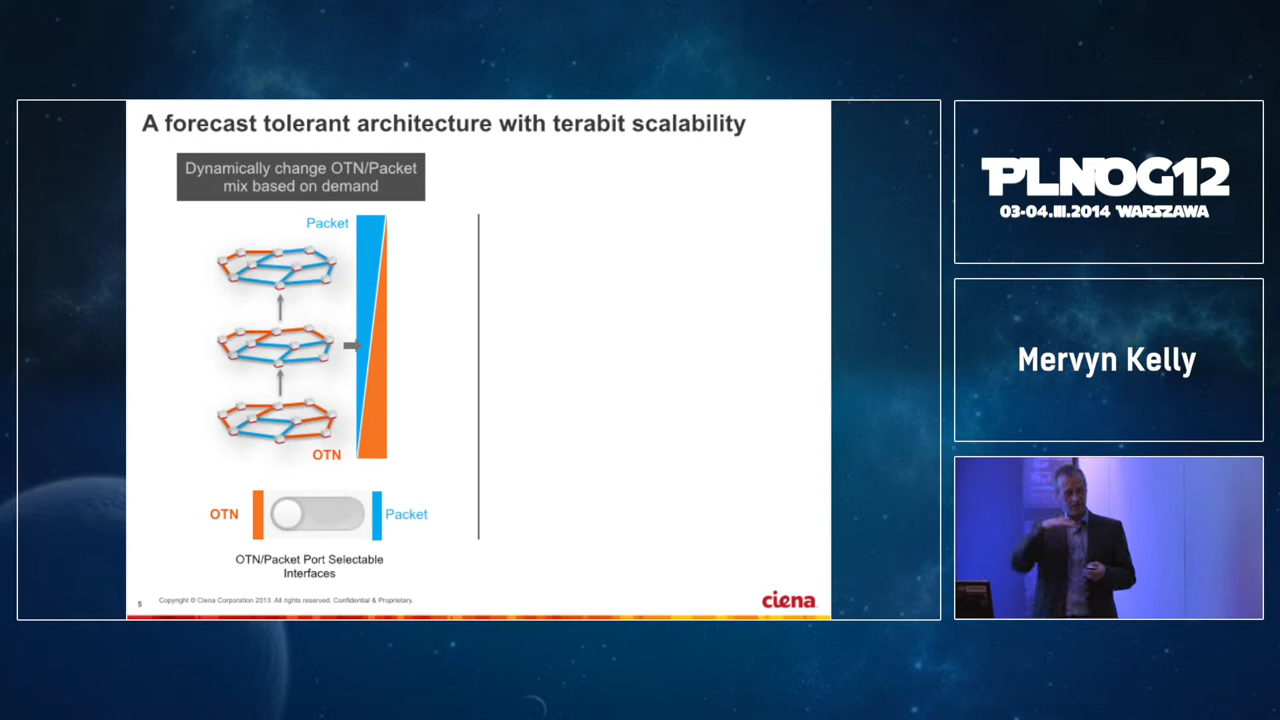 A forecast tolerant architecture with terabit scalability
Dynamically change OTN/Packet
mix based on demand
Packet
OTN
OTN
Packet
OTN/Packet Port Selectable
Interfaces
5
Copyright © Ciena Corporation 2013. All rights reserved. Confidential & Proprietary.
ciena
PLNOG12
03-04.III.2014 WARSZAWA
Mervyn Kelly